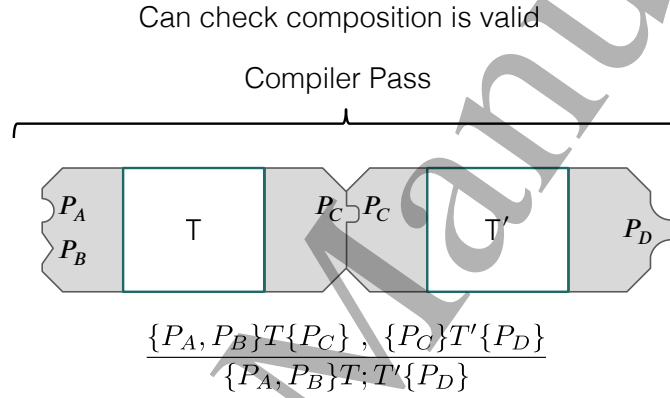 Can check composition is valid
Compiler Pass
P_A P_C P_C P_D
T T′
P_B
{P_A, P_B}T{P_C} , {P_C}T′{P_D}
{P_A, P_B}T; T′{P_D}
Manu